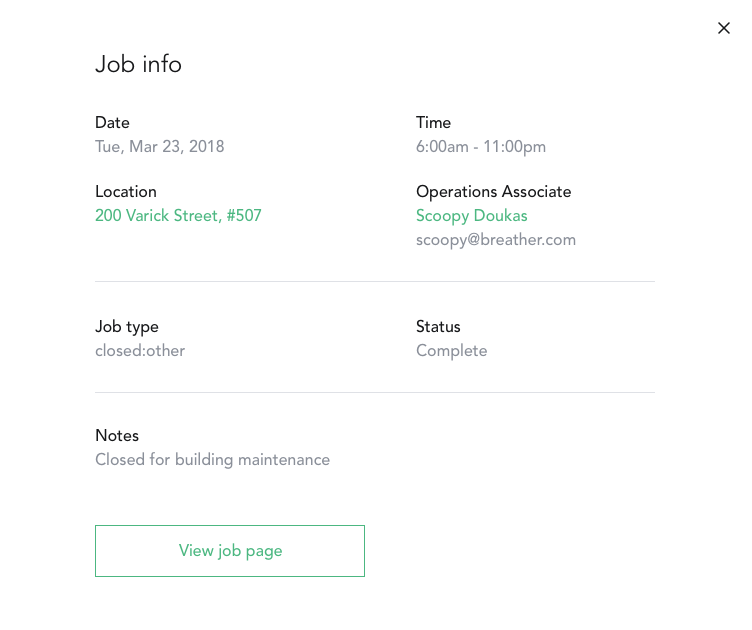 Job info
Date
Tue, Mar 23, 2018
Time
6:00am - 11:00pm
Location
200 Varick Street, #507
Operations Associate
Scoopy Doukas
scoopy@breather.com
Job type
closed:other
Status
Complete
Notes
Closed for building maintenance
View job page